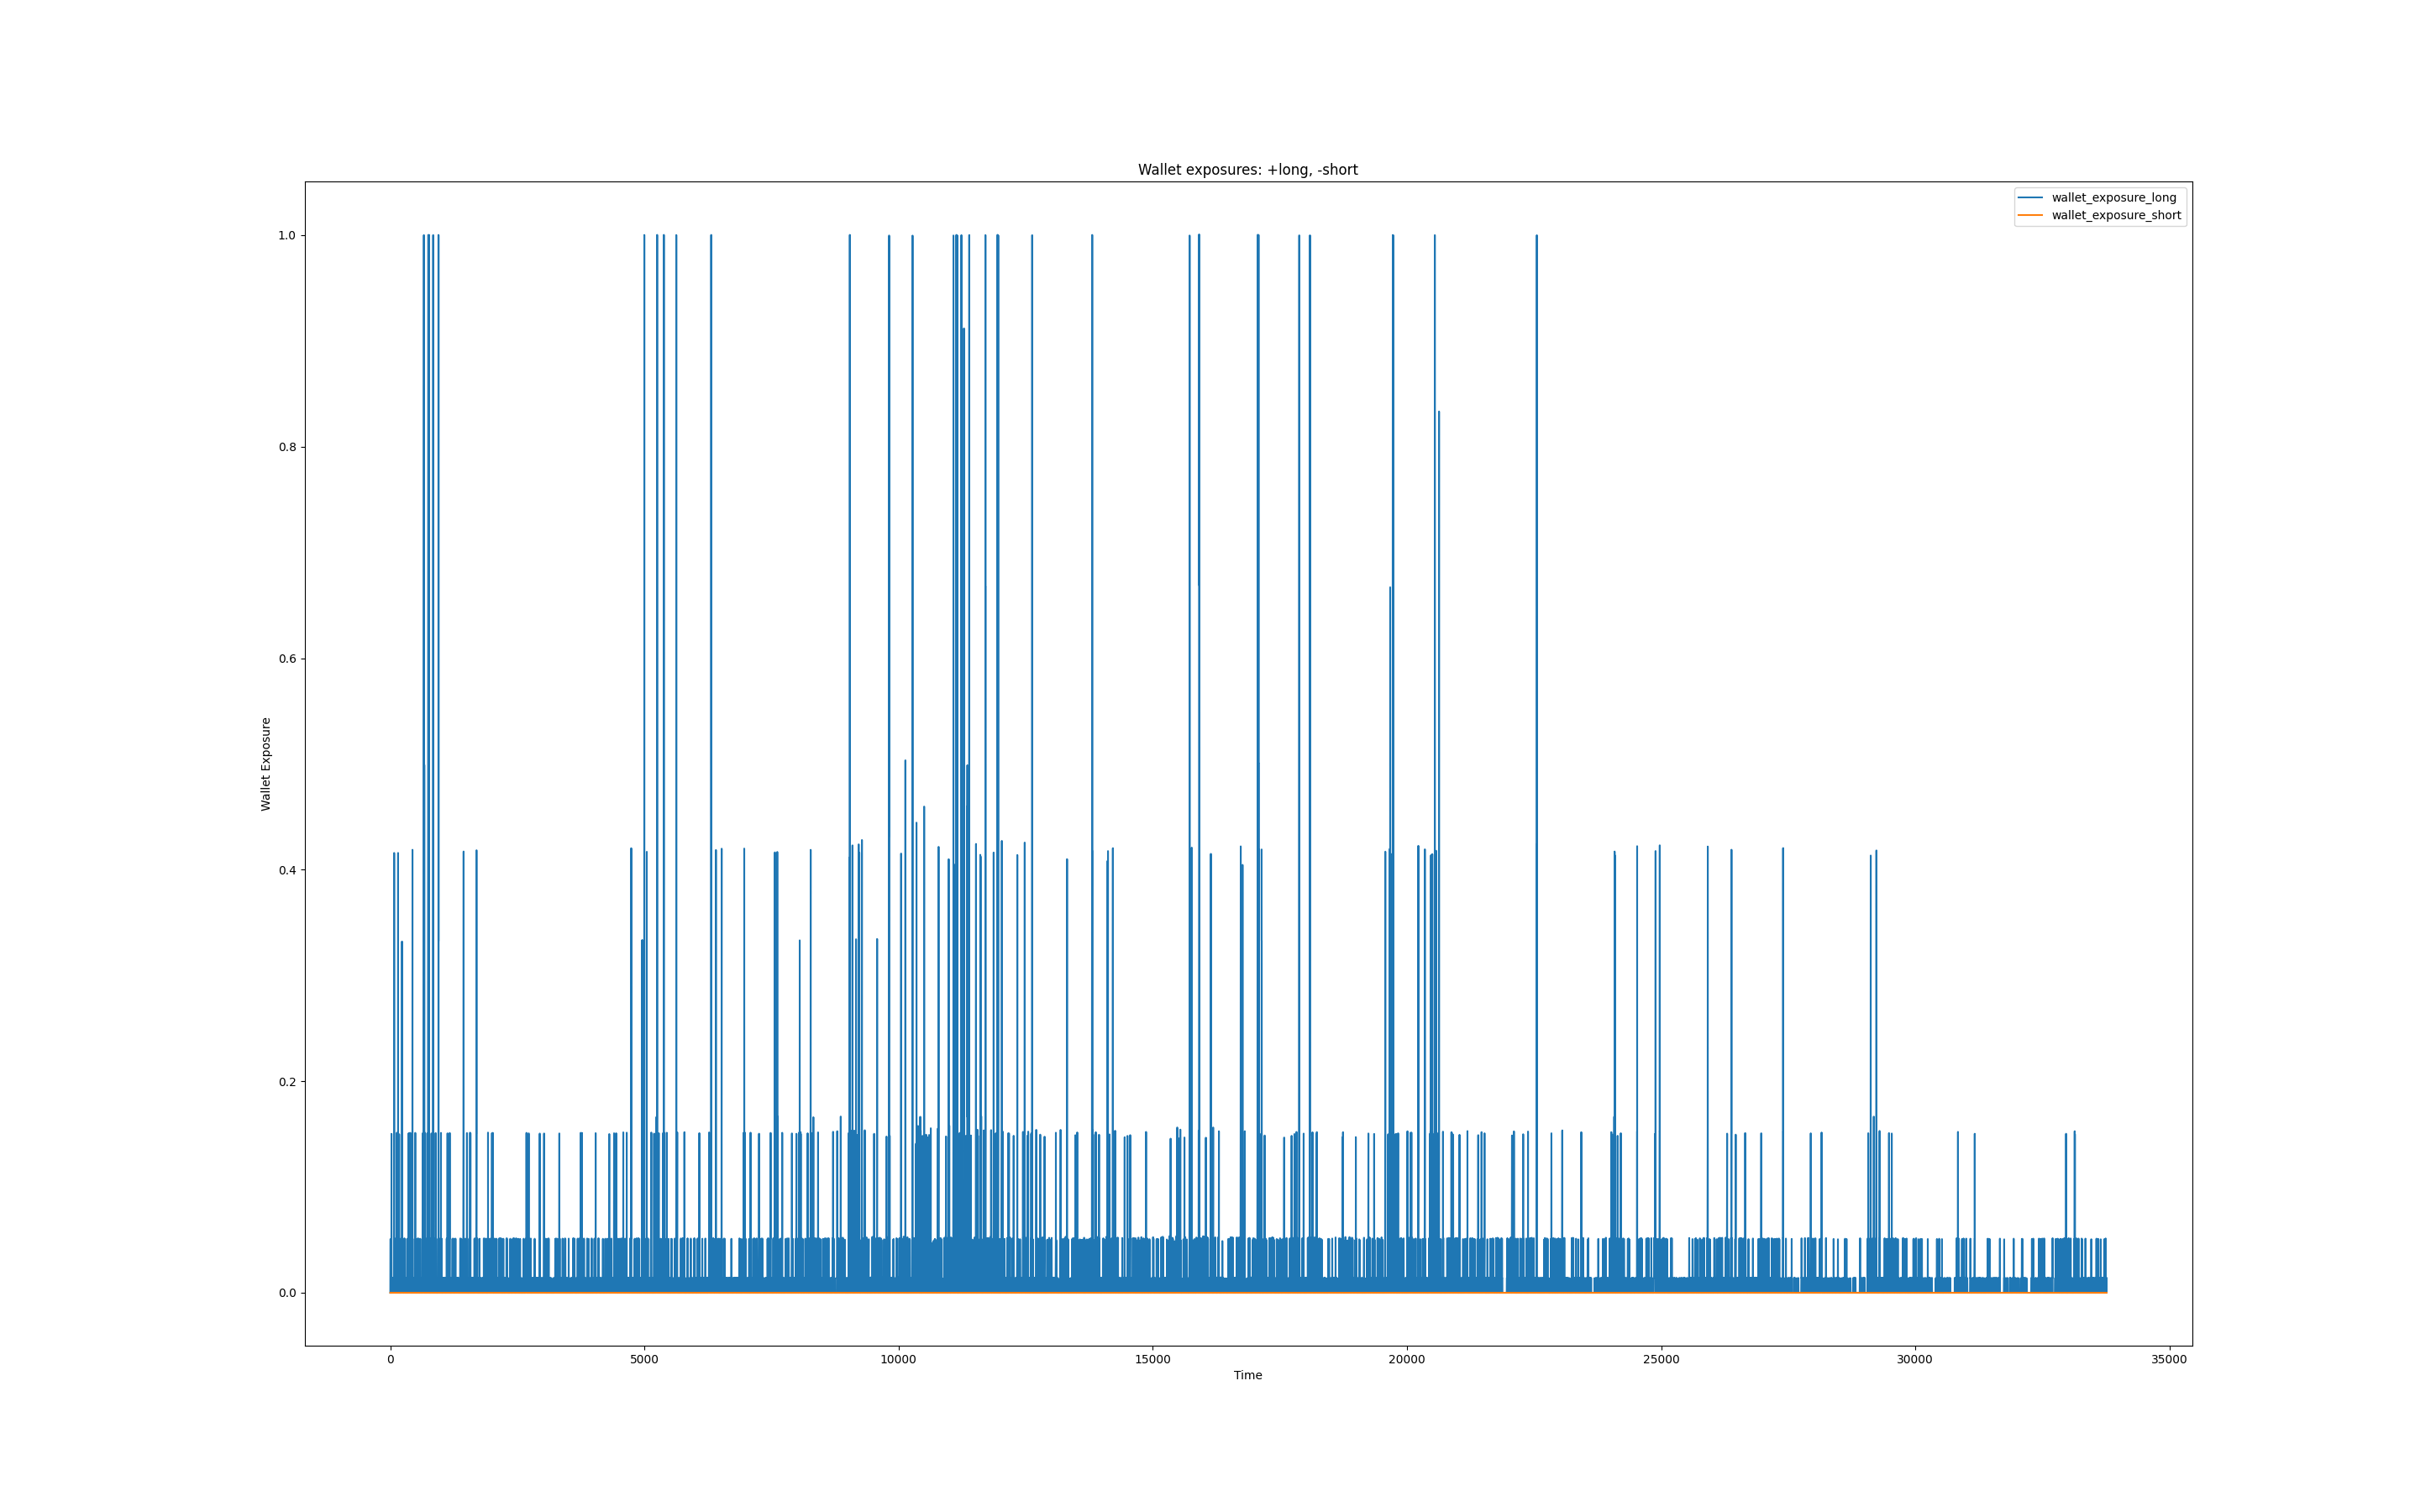 Wallet exposures: +long, -short
wallet_exposure_long
wallet_exposure_short
1.0
0.8
0.6
0.4
0.2
0.0
Wallet Exposure
0 5000 10000 15000 20000 25000 30000 35000
Time